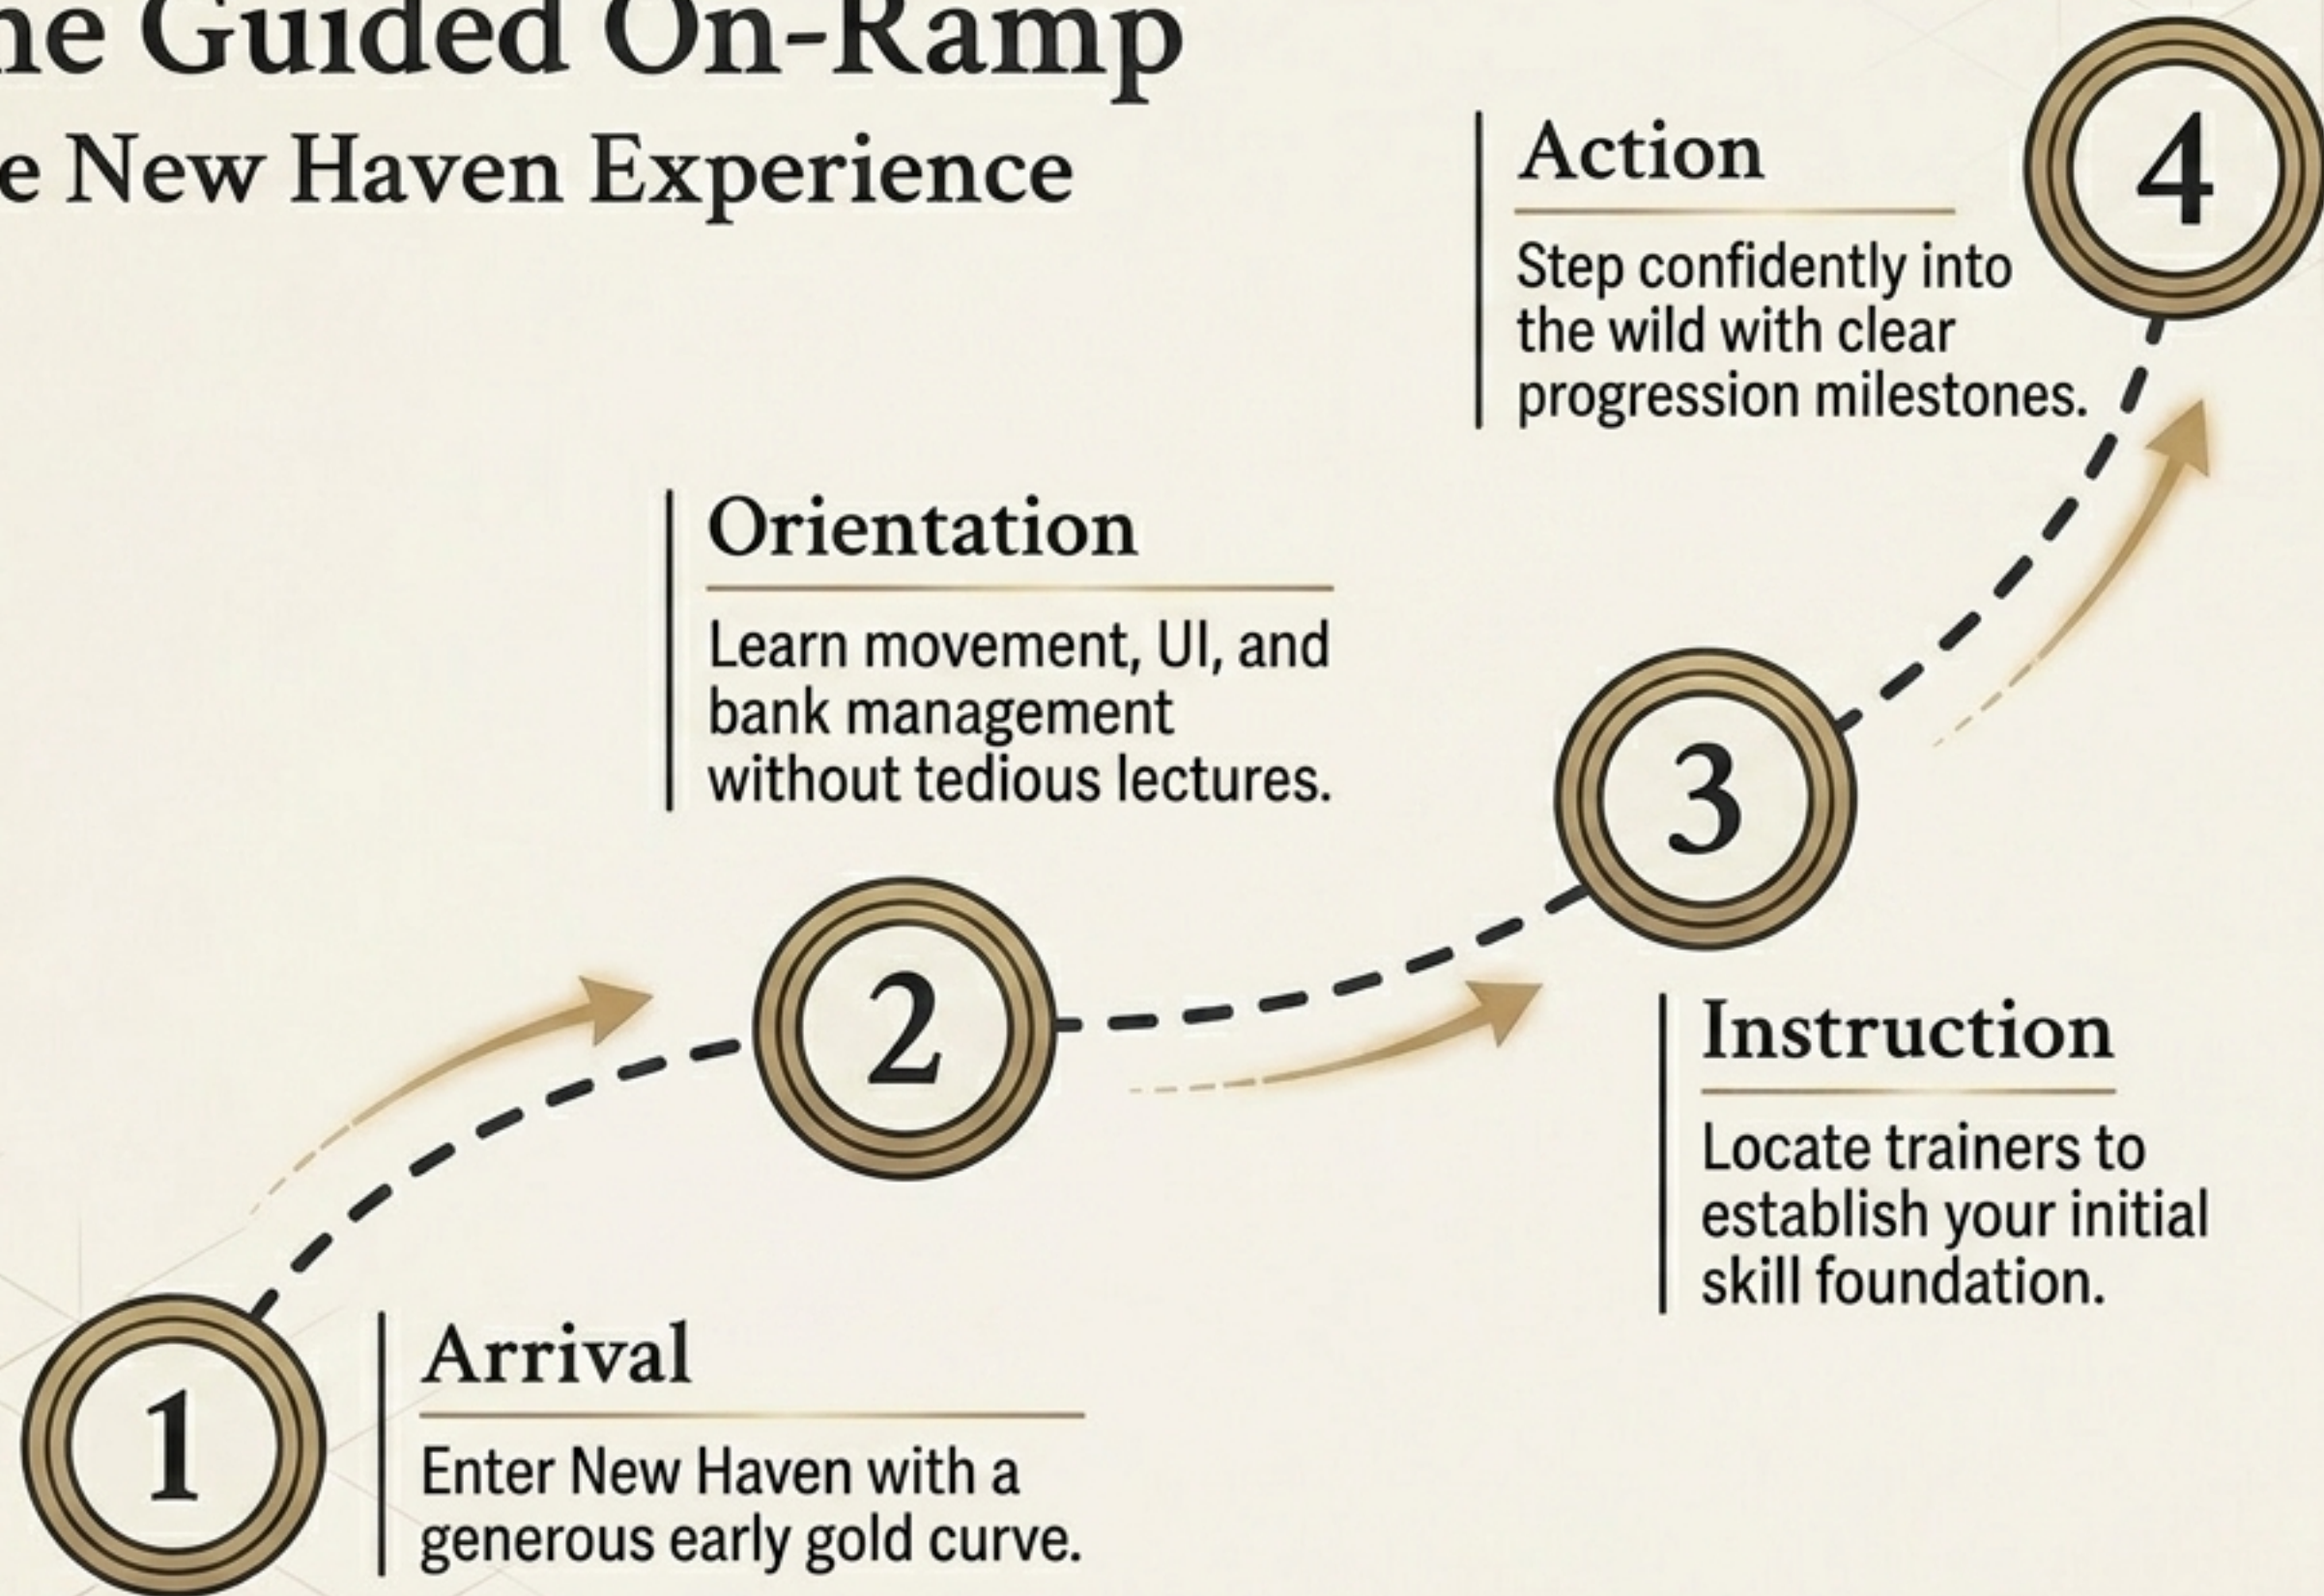 Guided On-Ramp
New Haven Experience
4
Action
Step confidently into
the wild with clear
progression milestones.
Orientation
Learn movement, UI, and
bank management
without tedious lectures.
3
2
Instruction
Locate trainers to
establish your initial
skill foundation.
1
Arrival
Enter New Haven with a
generous early gold curve.